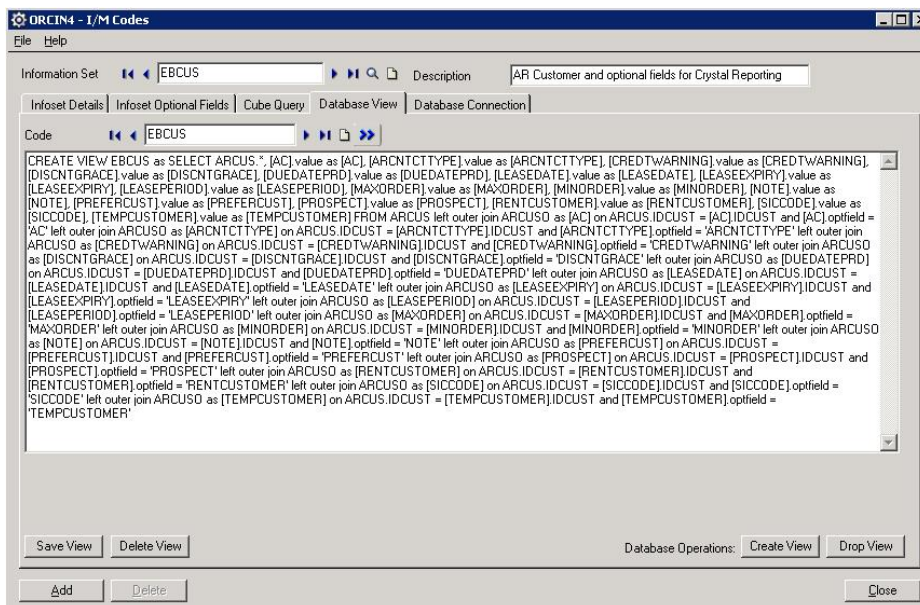 ORCIN4 - I/M Codes
File Help
Information Set EBCUS Description AR Customer and optional fields for Crystal Reporting
Infoset Details Infoset Optional Fields Cube Query Database View Database Connection
Code EBCUS
CREATE VIEW EBCUS as SELECT ARCUS.*, [AC].value as [AC], [ARCNTCTTYPE].value as [ARCNTCTTYPE], [CREDTWARNING].value as [CREDTWARNING],
[DISCNTGRACE].value as [DISCNTGRACE], [DUEDATEPRD].value as [DUEDATEPRD], [LEASEDATE].value as [LEASEDATE], [LEASEEXPIRY].value as
[LEASEEXPIRY], [LEASEPERIOD].value as [LEASEPERIOD], [MAXORDER].value as [MAXORDER], [MINORDER].value as [MINORDER], [NOTE].value as
[NOTE], [PREFERCUST].value as [PREFERCUST], [PROSPECT].value as [PROSPECT], [RENTCUSTOMER].value as [RENTCUSTOMER], [SICCODE].value as
[SICCODE], [TEMPCUSTOMER].value as [TEMPCUSTOMER] FROM ARCUS left outer join ARCUSO as [AC] on ARCUS.IDCUST = [AC].IDCUST and [AC].optfield =
'AC' left outer join ARCUSO as [ARCNTCTTYPE] on ARCUS.IDCUST = [ARCNTCTTYPE].IDCUST and [ARCNTCTTYPE].optfield = 'ARCNTCTTYPE' left outer join
ARCUSO as [CREDTWARNING] on ARCUS.IDCUST = [CREDTWARNING].IDCUST and [CREDTWARNING].optfield = 'CREDTWARNING' left outer join ARCUSO
as [DISCNTGRACE] on ARCUS.IDCUST = [DISCNTGRACE].IDCUST and [DISCNTGRACE].optfield = 'DISCNTGRACE' left outer join ARCUSO as [DUEDATEPRD]
on ARCUS.IDCUST = [DUEDATEPRD].IDCUST and [DUEDATEPRD].optfield = 'DUEDATEPRD' left outer join ARCUSO as [LEASEDATE] on ARCUS.IDCUST =
[LEASEDATE].IDCUST and [LEASEDATE].optfield = 'LEASEDATE' left outer join ARCUSO as [LEASEEXPIRY] on ARCUS.IDCUST = [LEASEEXPIRY].IDCUST and
[LEASEEXPIRY].optfield = 'LEASEEXPIRY' left outer join ARCUSO as [LEASEPERIOD] on ARCUS.IDCUST = [LEASEPERIOD].IDCUST and
[LEASEPERIOD].optfield = 'LEASEPERIOD' left outer join ARCUSO as [MAXORDER] on ARCUS.IDCUST = [MAXORDER].IDCUST and [MAXORDER].optfield =
'MAXORDER' left outer join ARCUSO as [MINORDER] on ARCUS.IDCUST = [MINORDER].IDCUST and [MINORDER].optfield = 'MINORDER' left outer join ARCUSO
as [NOTE] on ARCUS.IDCUST = [NOTE].IDCUST and [NOTE].optfield = 'NOTE' left outer join ARCUSO as [PREFERCUST] on ARCUS.IDCUST =
[PREFERCUST].IDCUST and [PREFERCUST].optfield = 'PREFERCUST' left outer join ARCUSO as [PROSPECT] on ARCUS.IDCUST = [PROSPECT].IDCUST and
[PROSPECT].optfield = 'PROSPECT' left outer join ARCUSO as [RENTCUSTOMER] on ARCUS.IDCUST = [RENTCUSTOMER].IDCUST and
[RENTCUSTOMER].optfield = 'RENTCUSTOMER' left outer join ARCUSO as [SICCODE] on ARCUS.IDCUST = [SICCODE].IDCUST and [SICCODE].optfield =
'SICCODE' left outer join ARCUSO as [TEMPCUSTOMER] on ARCUS.IDCUST = [TEMPCUSTOMER].IDCUST and [TEMPCUSTOMER].optfield =
'TEMPCUSTOMER'
Save View Delete View Database Operations: Create View Drop View
Add Delete Close